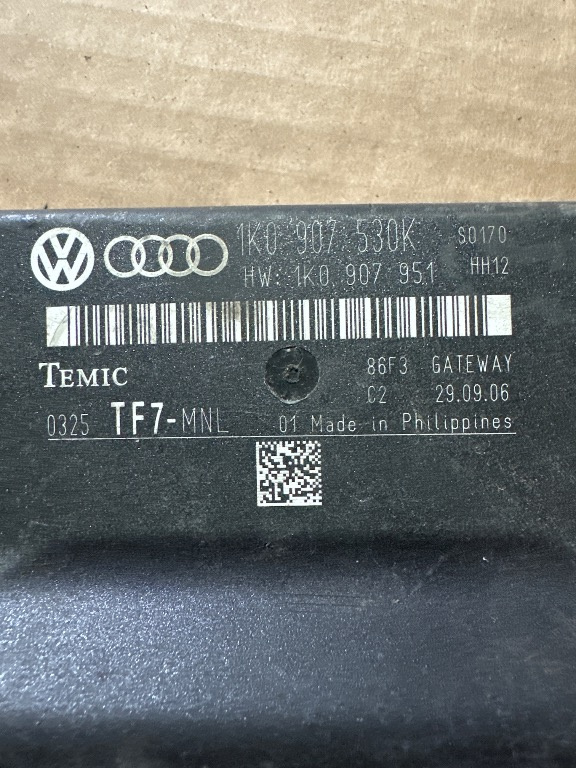 1K0 907 530K S0170
HW: 1K0 907 951 HH12
TEMIC 86F3 GATEWAY
C2 29.09.06
0325 TF7-MNL 01 Made in Philippines